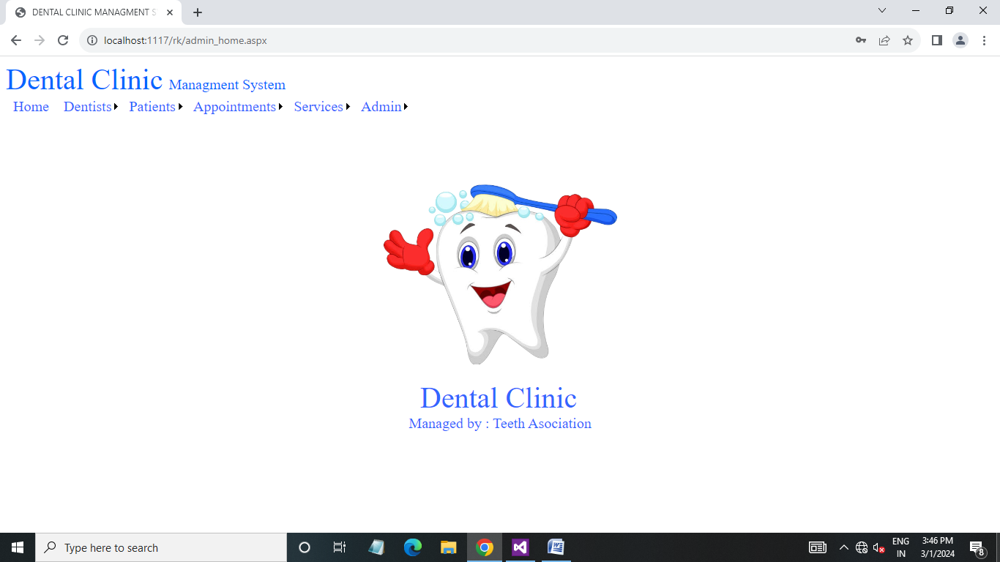 DENTAL CLINIC MANAGMENT S
localhost:1117/rk/admin_home.aspx
Dental Clinic Managment System
Home Dentists Patients Appointments Services Admin
Dental Clinic
Managed by : Teeth Asociation
Type here to search
ENG
IN
3:46 PM
3/1/2024
8